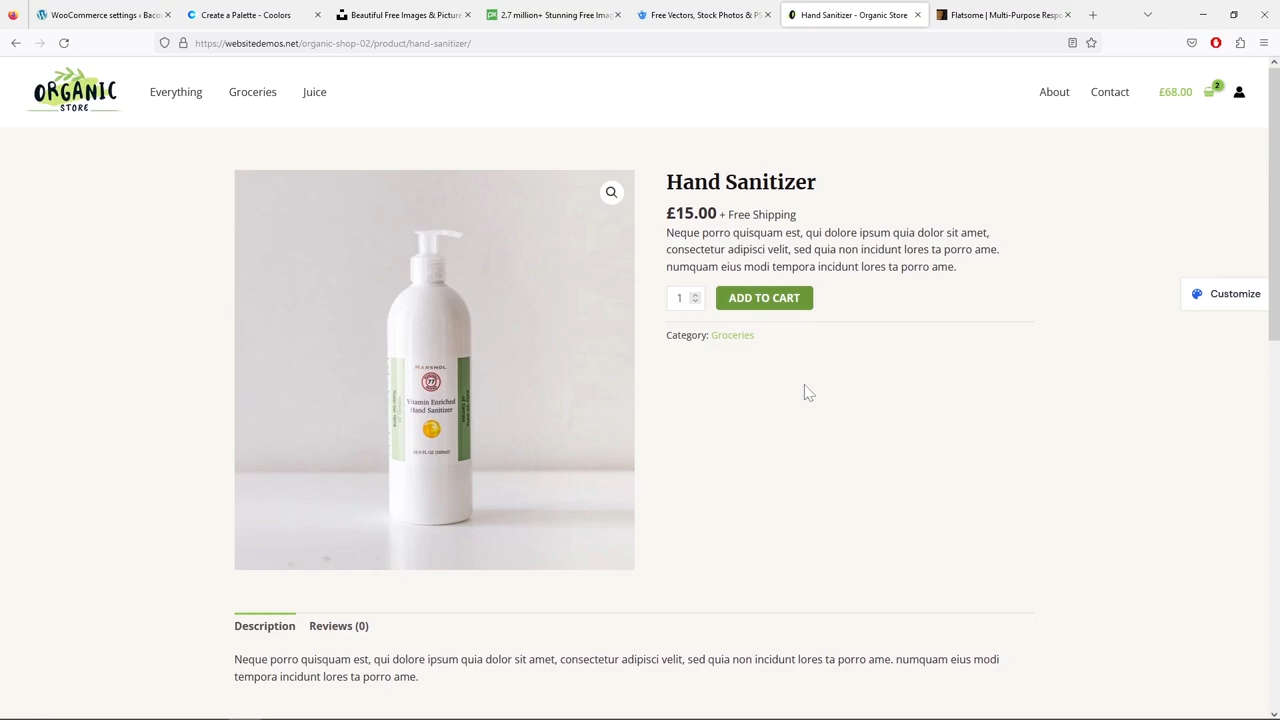 WooCommerce settings ‹ Baco
Create a Palette - Coolors
Beautiful Free Images & Picture
2.7 million+ Stunning Free Imag
Free Vectors, Stock Photos & PS
Hand Sanitizer - Organic Store
Flatsome | Multi-Purpose Resp
https://websitedemos.net/organic-shop-02/product/hand-sanitizer/
ORGANIC
STORE
Everything
Groceries
Juice
About
Contact
£68.00
2
Hand Sanitizer
£15.00 + Free Shipping
Neque porro quisquam est, qui dolore ipsum quia dolor sit amet,
consectetur adipisci velit, sed quia non incidunt lores ta porro ame.
numquam eius modi tempora incidunt lores ta porro ame.
1
ADD TO CART
Category: Groceries
Customize
77
Vitamin Enriched
Hand Sanitizer
Description
Reviews (0)
Neque porro quisquam est, qui dolore ipsum quia dolor sit amet, consectetur adipisci velit, sed quia non incidunt lores ta porro ame. numquam eius modi
tempora incidunt lores ta porro ame.